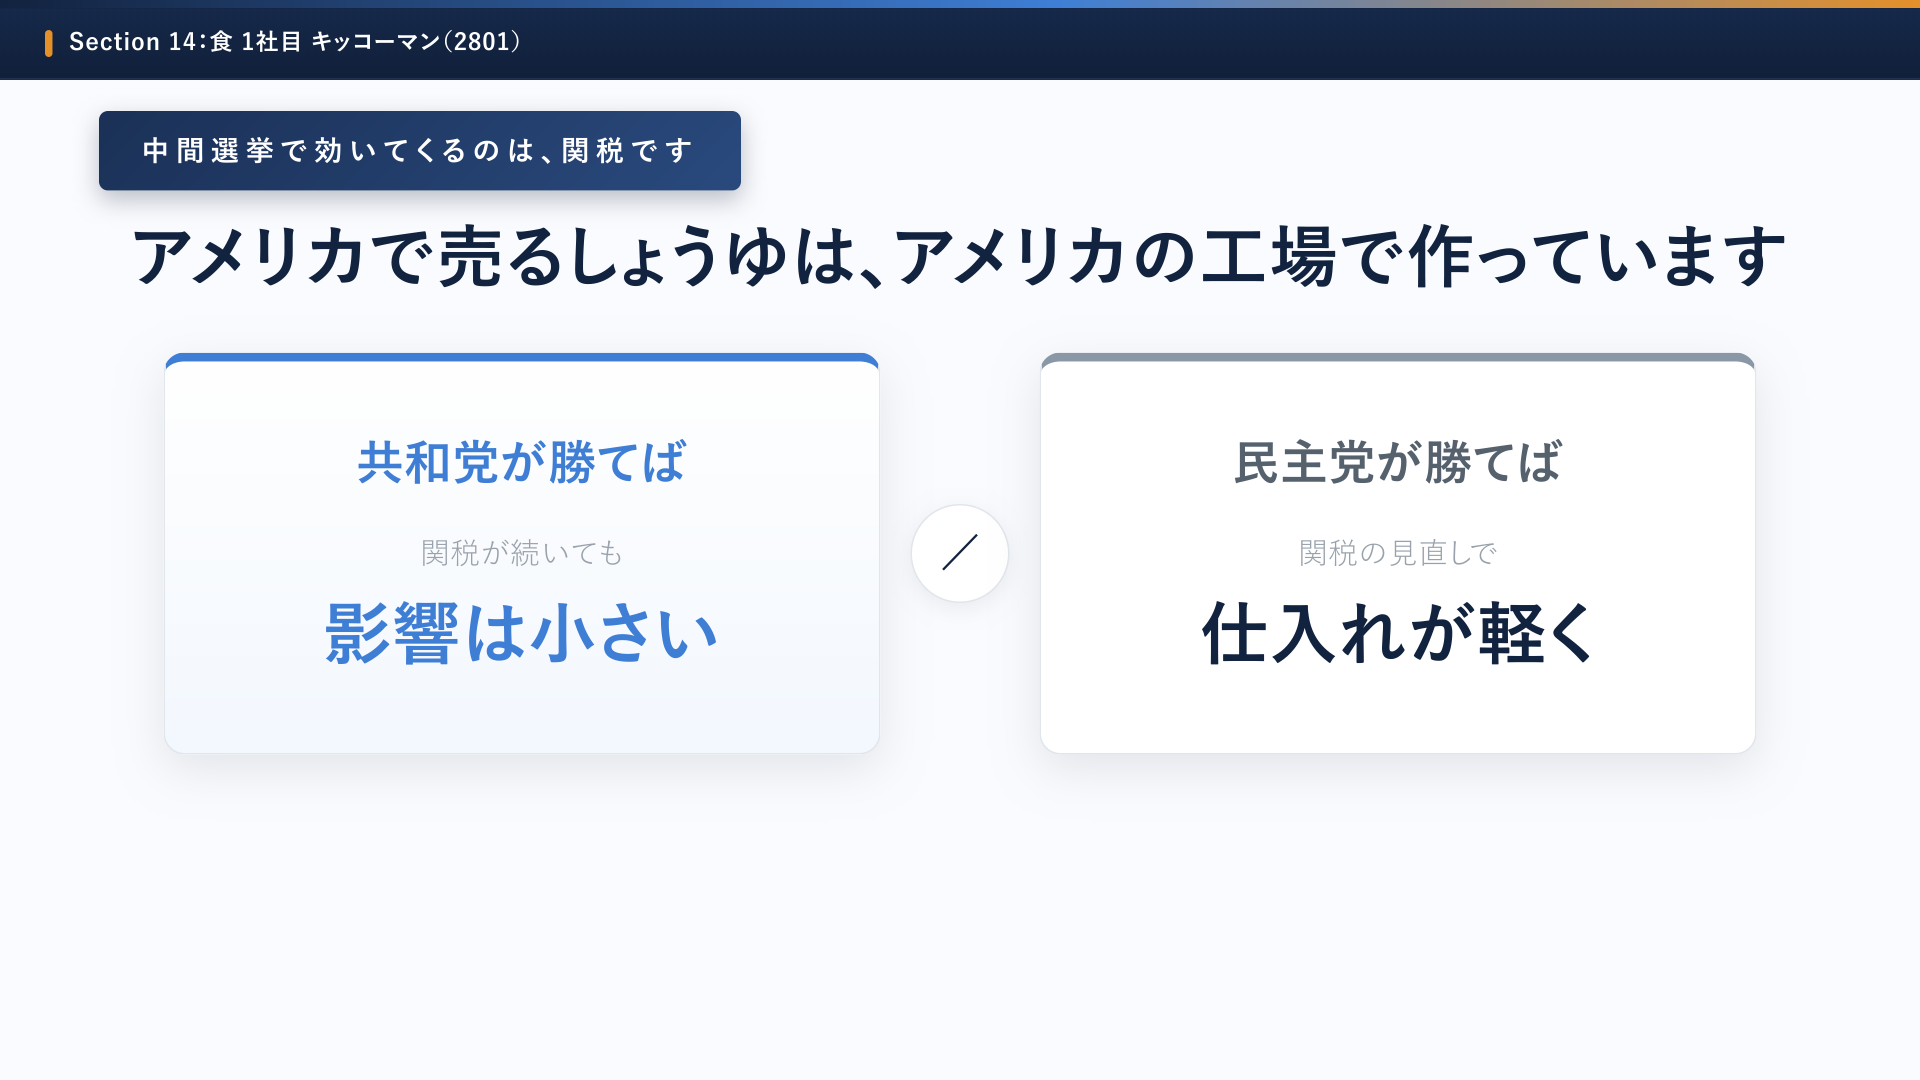 Section 14：食 1社目 キッコーマン（2801）
中間選挙で効いてくるのは、関税です
アメリカで売るしょうゆは、アメリカの工場で作っています
共和党が勝てば
関税が続いても
影響は小さい
／
民主党が勝てば
関税の見直しで
仕入れが軽く